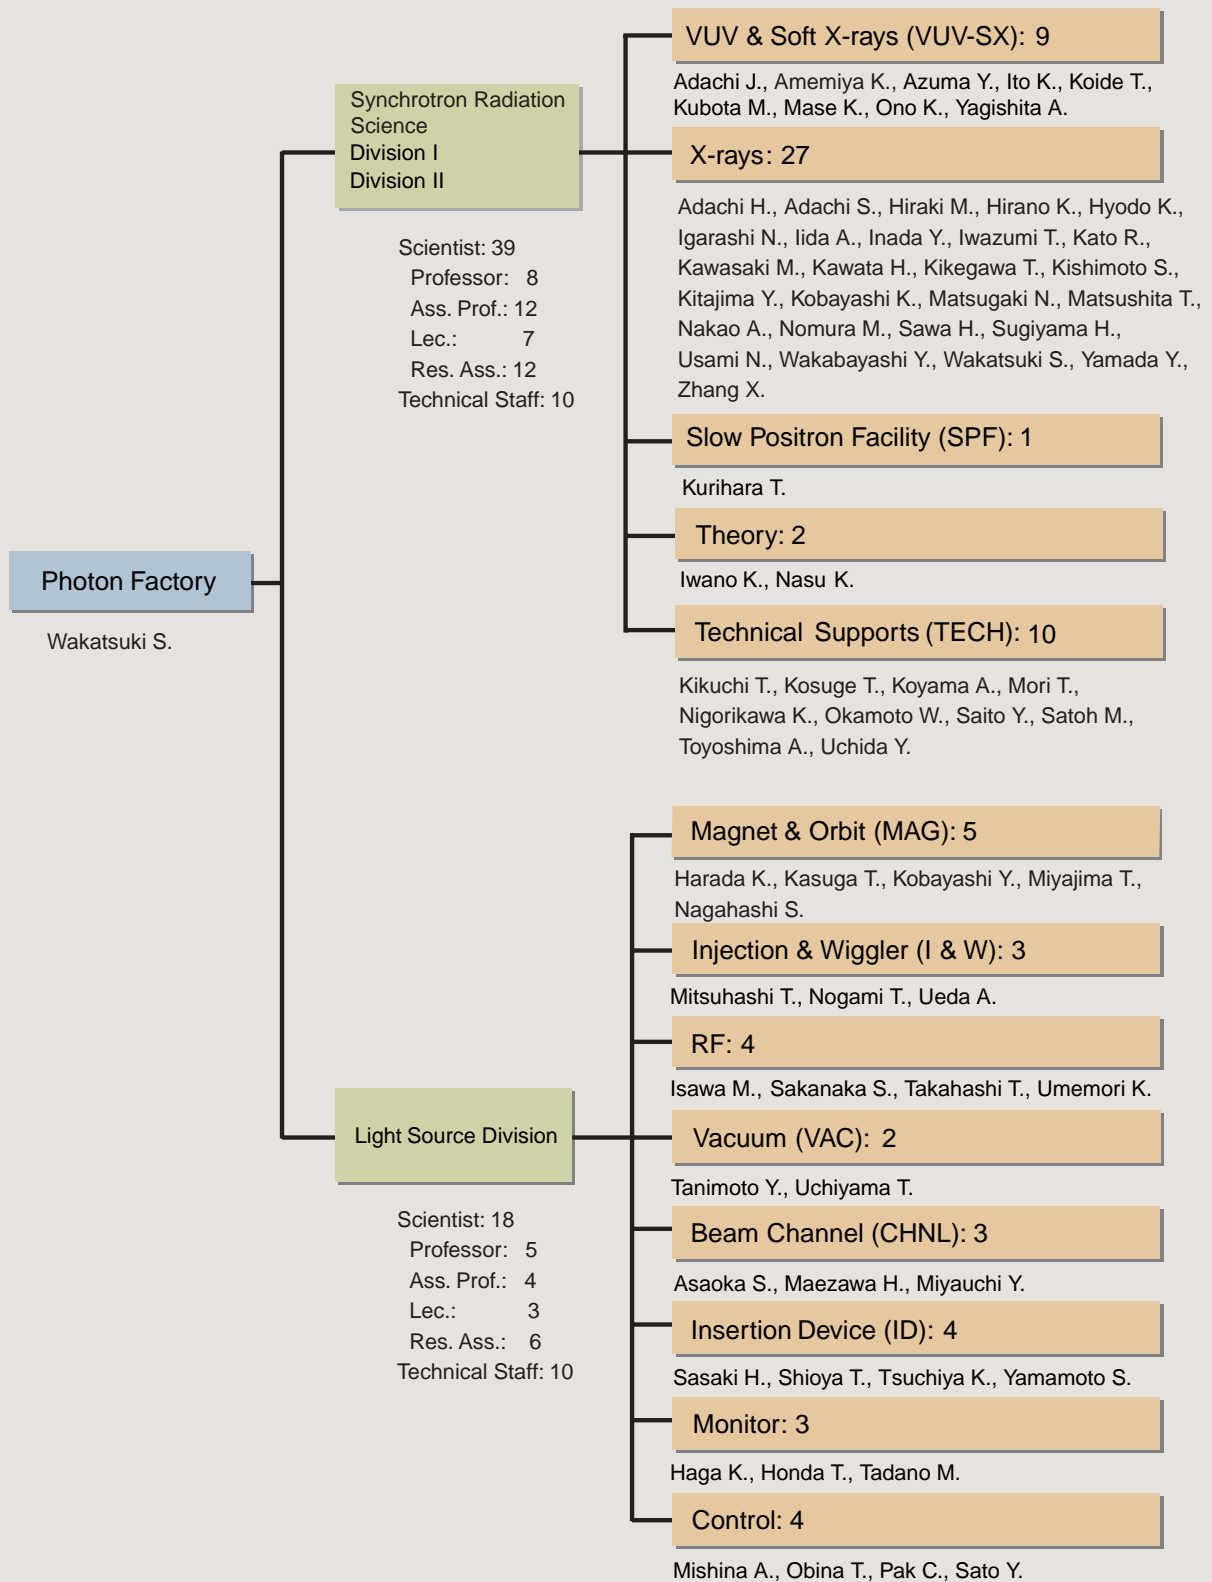 Photon Factory
Wakatsuki S.
Synchrotron Radiation
Science
Division I
Division II
Scientist: 39
Professor: 8
Ass. Prof.: 12
Lec.: 7
Res. Ass.: 12
Technical Staff: 10
VUV & Soft X-rays (VUV-SX): 9
Adachi J., Amemiya K., Azuma Y., Ito K., Koide T.,
Kubota M., Mase K., Ono K., Yagishita A.
X-rays: 27
Adachi H., Adachi S., Hiraki M., Hirano K., Hyodo K.,
Igarashi N., Iida A., Inada Y., Iwazumi T., Kato R.,
Kawasaki M., Kawata H., Kikegawa T., Kishimoto S.,
Kitajima Y., Kobayashi K., Matsugaki N., Matsushita T.,
Nakao A., Nomura M., Sawa H., Sugiyama H.,
Usami N., Wakabayashi Y., Wakatsuki S., Yamada Y.,
Zhang X.
Slow Positron Facility (SPF): 1
Kurihara T.
Theory: 2
Iwano K., Nasu K.
Technical Supports (TECH): 10
Kikuchi T., Kosuge T., Koyama A., Mori T.,
Nigorikawa K., Okamoto W., Saito Y., Satoh M.,
Toyoshima A., Uchida Y.
Light Source Division
Scientist: 18
Professor: 5
Ass. Prof.: 4
Lec.: 3
Res. Ass.: 6
Technical Staff: 10
Magnet & Orbit (MAG): 5
Harada K., Kasuga T., Kobayashi Y., Miyajima T.,
Nagahashi S.
Injection & Wiggler (I & W): 3
Mitsuhashi T., Nogami T., Ueda A.
RF: 4
Isawa M., Sakanaka S., Takahashi T., Umemori K.
Vacuum (VAC): 2
Tanimoto Y., Uchiyama T.
Beam Channel (CHNL): 3
Asaoka S., Maezawa H., Miyauchi Y.
Insertion Device (ID): 4
Sasaki H., Shioya T., Tsuchiya K., Yamamoto S.
Monitor: 3
Haga K., Honda T., Tadano M.
Control: 4
Mishina A., Obina T., Pak C., Sato Y.